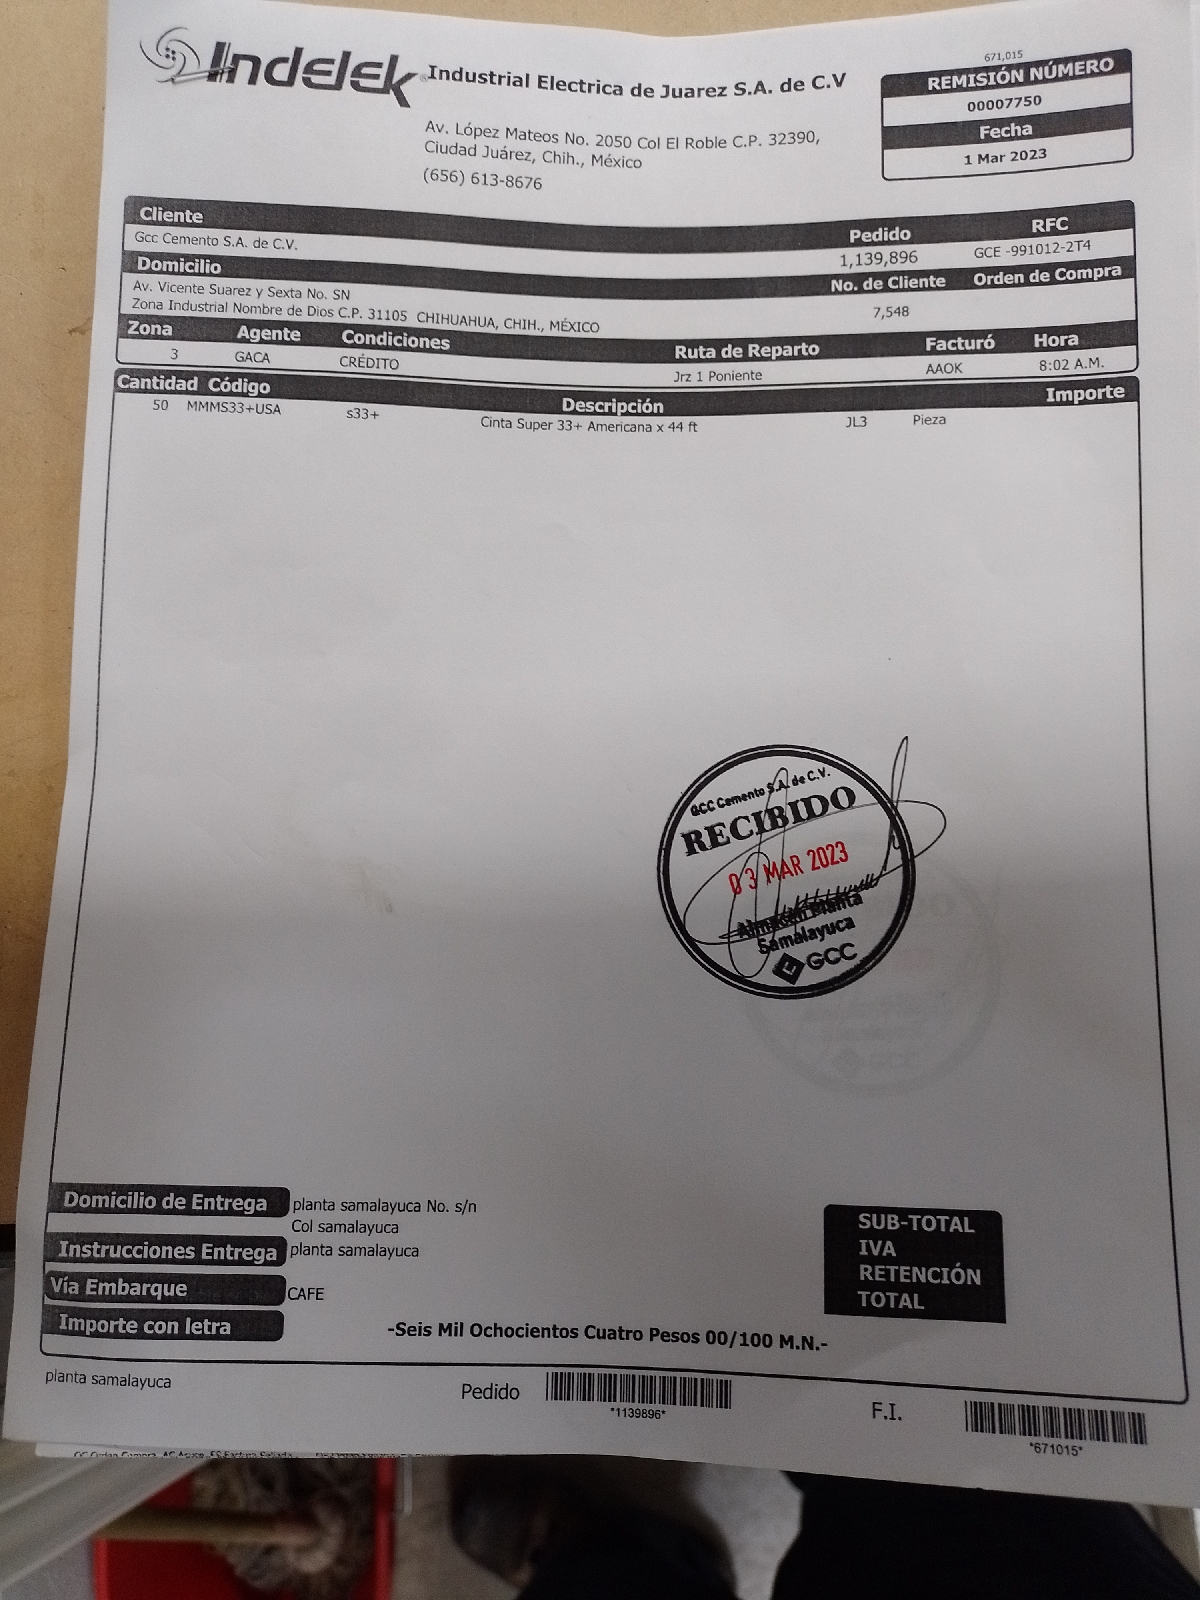 Indelek Industrial Electrica de Juarez S.A. de C.V
Av. López Mateos No. 2050 Col El Roble C.P. 32390,
Ciudad Juárez, Chih., México
(656) 613-8676
671,015
REMISIÓN NÚMERO
00007750
Fecha
1 Mar 2023
Cliente Pedido RFC
Gcc Cemento S.A. de C.V. 1,139,896 GCE -991012-2T4
Domicilio No. de Cliente Orden de Compra
Av. Vicente Suarez y Sexta No. SN 7,548
Zona Industrial Nombre de Dios C.P. 31105 CHIHUAHUA, CHIH., MÉXICO
Zona Agente Condiciones Ruta de Reparto Facturó Hora
3 GACA CRÉDITO Jrz 1 Poniente AAOK 8:02 A.M.
Cantidad Código Descripción Importe
50 MMMS33+USA s33+ Cinta Super 33+ Americana x 44 ft JL3 Pieza
GCC Cemento S.A. de C.V.
RECIBIDO
03 MAR 2023
Almacén Planta
Samalayuca
GCC
Domicilio de Entrega planta samalayuca No. s/n
Col samalayuca
Instrucciones Entrega planta samalayuca
Vía Embarque CAFE
Importe con letra -Seis Mil Ochocientos Cuatro Pesos 00/100 M.N.-
SUB-TOTAL
IVA
RETENCIÓN
TOTAL
planta samalayuca
Pedido
*1139896*
F.I.
*671015*